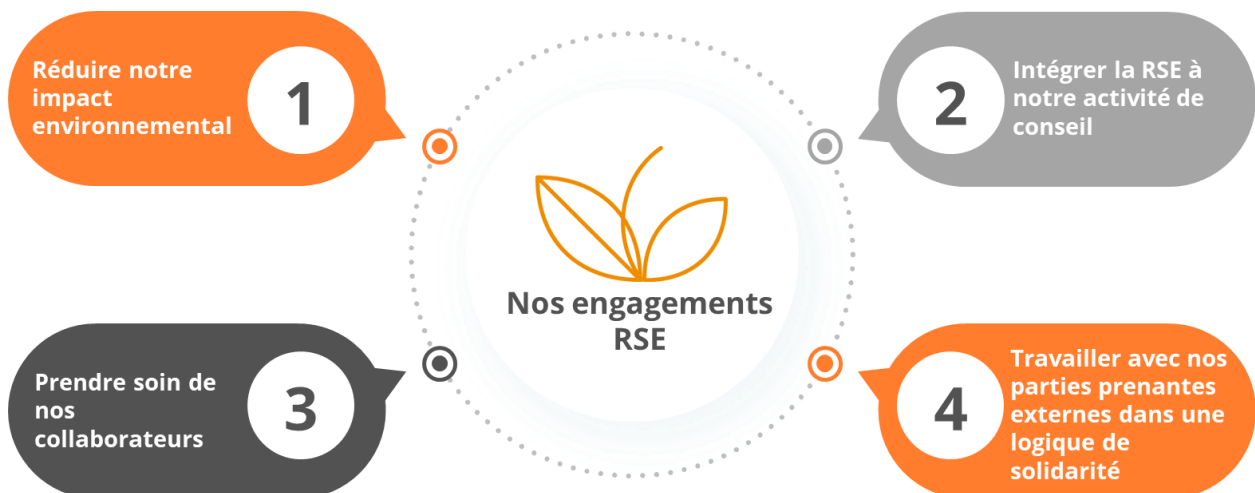 Réduire notre
impact
environnemental
1
2
Intégrer la RSE à
notre activité de
conseil
Nos engagements
RSE
Prendre soin de
nos
collaborateurs
3
4
Travailler avec nos
parties prenantes
externes dans une
logique de
solidarité